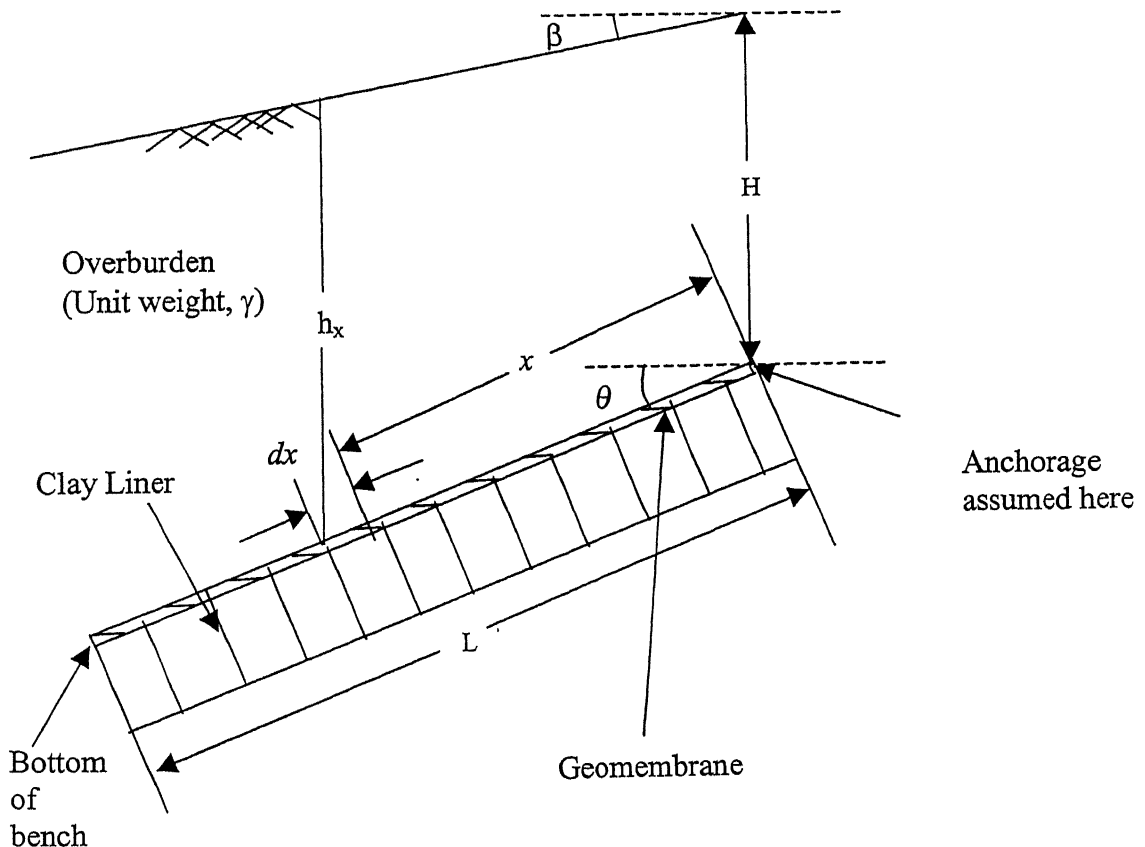 β
H
Overburden
(Unit weight, γ)
hₓ
x
θ
dx
Clay Liner
Anchorage
assumed here
L
Bottom
of
bench
Geomembrane